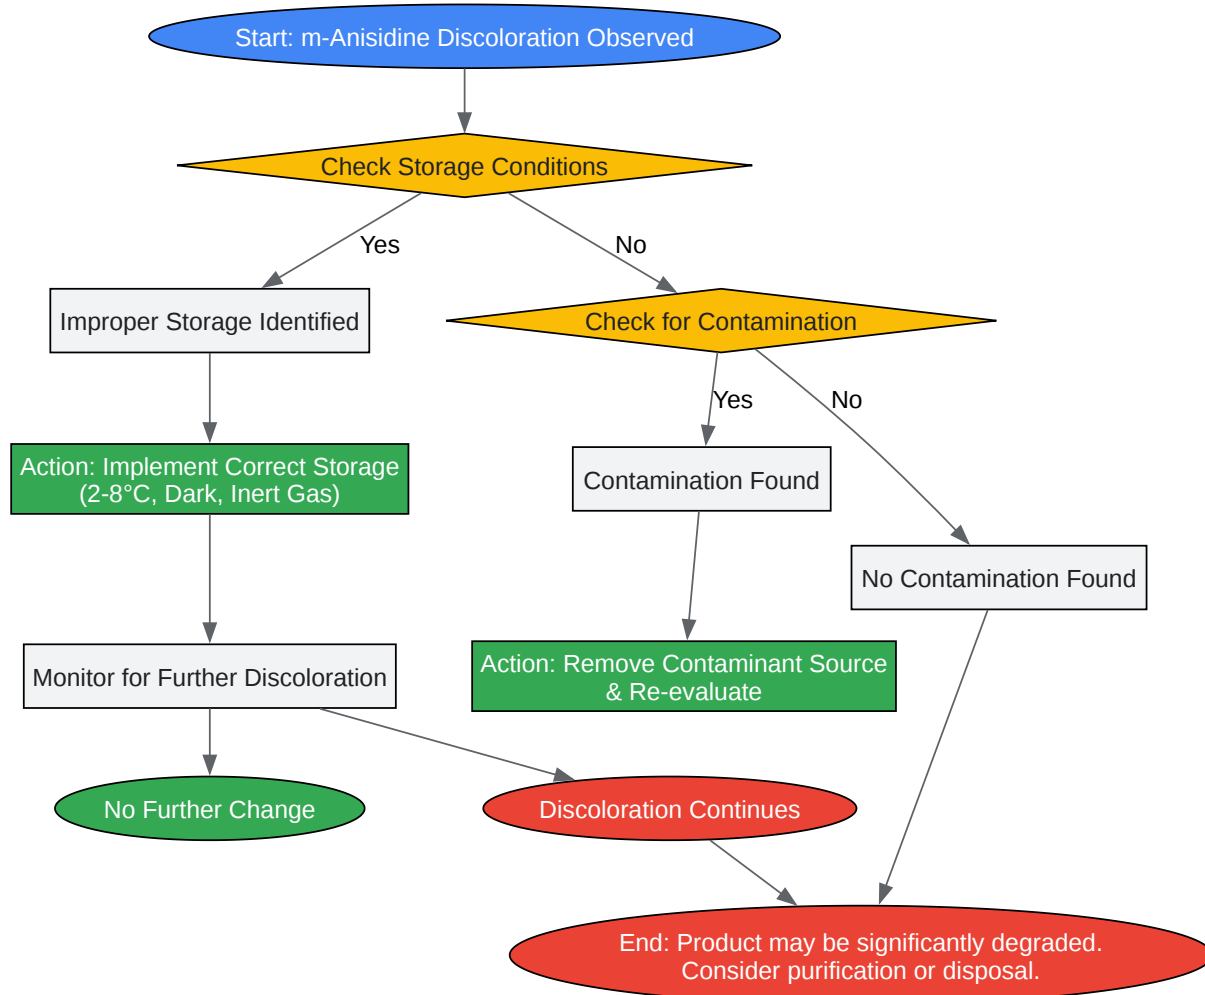 Start: m-Anisidine Discoloration Observed
Check Storage Conditions
Yes
No
Improper Storage Identified
Check for Contamination
Yes
No
Action: Implement Correct Storage
(2-8°C, Dark, Inert Gas)
Contamination Found
No Contamination Found
Monitor for Further Discoloration
Action: Remove Contaminant Source
& Re-evaluate
No Further Change
Discoloration Continues
End: Product may be significantly degraded.
Consider purification or disposal.